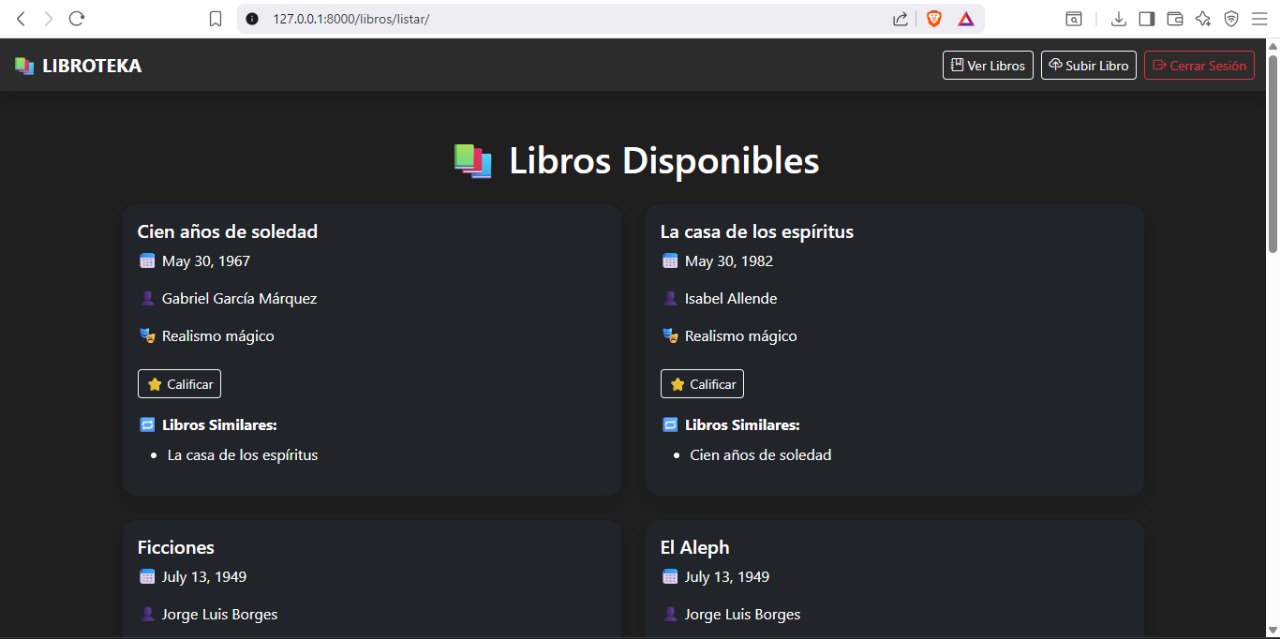 127.0.0.1:8000/libros/listar/
LIBROTEKA
Ver Libros
Subir Libro
Cerrar Sesión
Libros Disponibles
Cien años de soledad
May 30, 1967
Gabriel García Márquez
Realismo mágico
Calificar
Libros Similares:
La casa de los espíritus
La casa de los espíritus
May 30, 1982
Isabel Allende
Realismo mágico
Calificar
Libros Similares:
Cien años de soledad
Ficciones
July 13, 1949
Jorge Luis Borges
El Aleph
July 13, 1949
Jorge Luis Borges